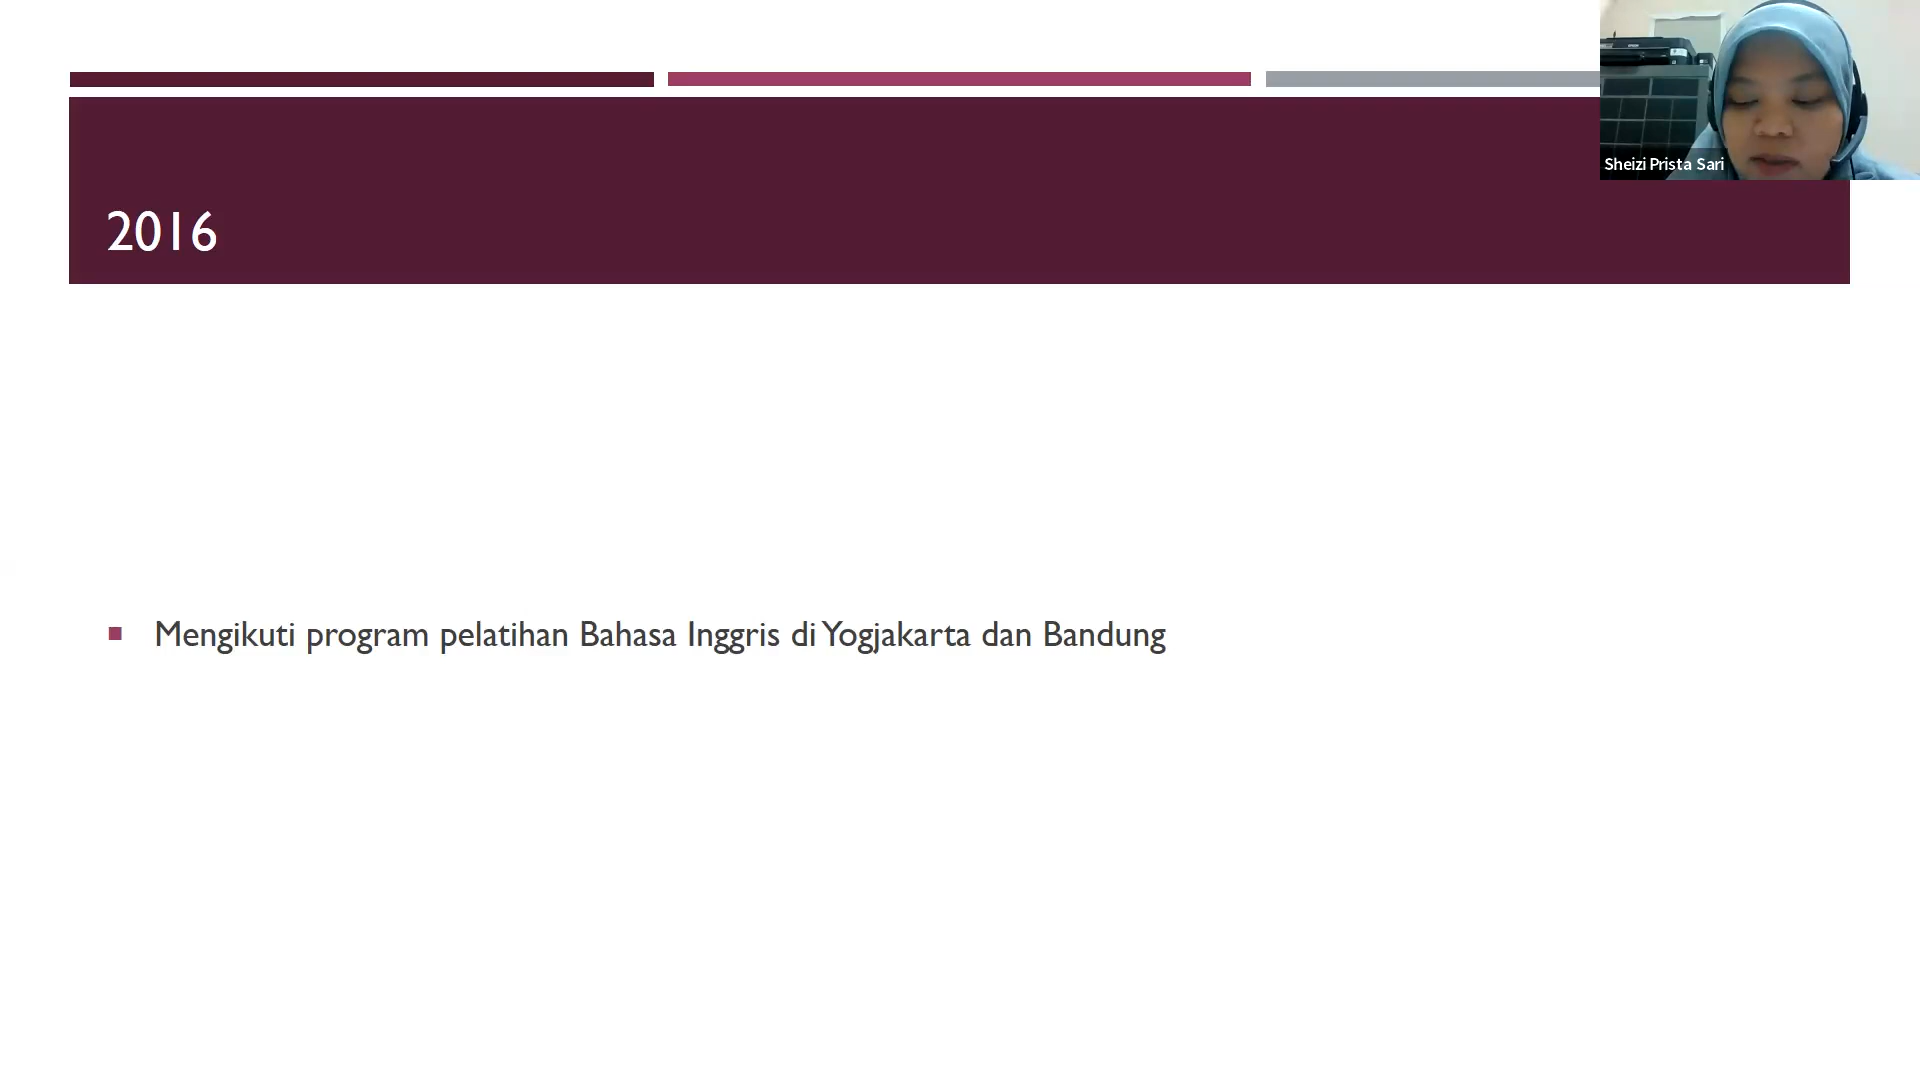 Sheizi Prista Sari
2016
Mengikuti program pelatihan Bahasa Inggris di Yogjakarta dan Bandung